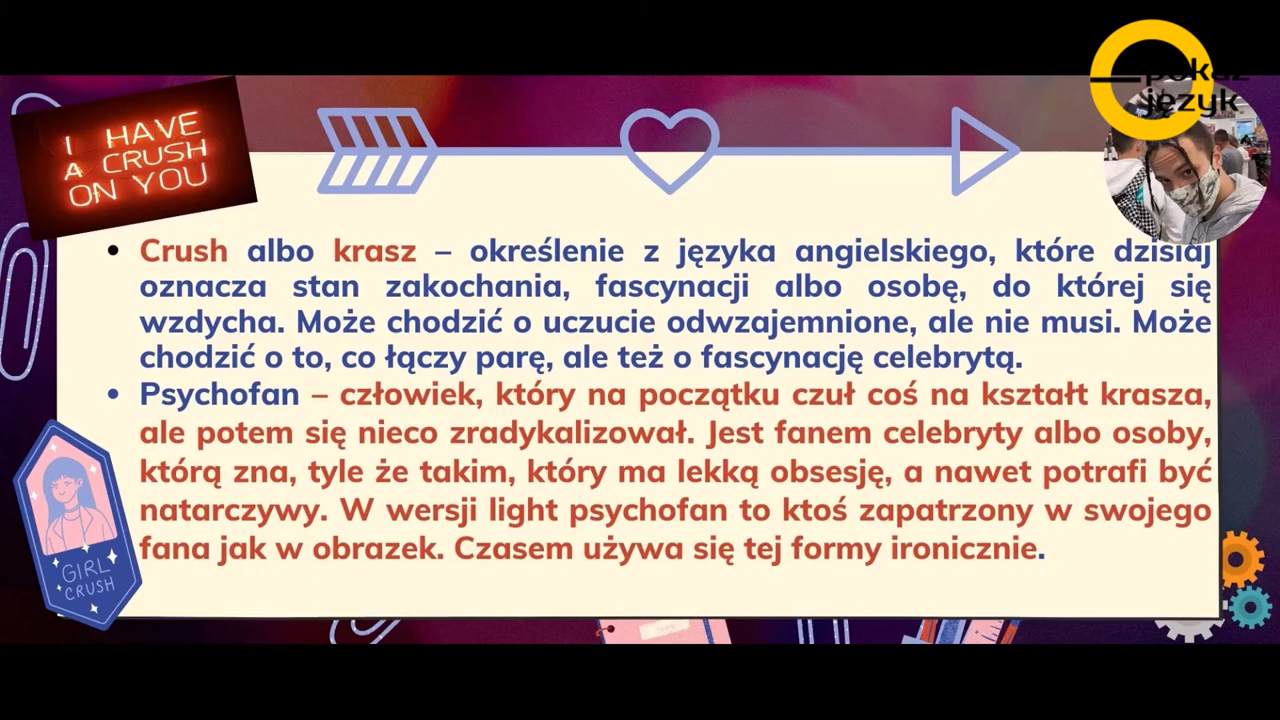 pokaż
język
I HAVE
A CRUSH
ON YOU
• Crush albo krasz – określenie z języka angielskiego, które dzisiaj
oznacza stan zakochania, fascynacji albo osobę, do której się
wzdycha. Może chodzić o uczucie odwzajemnione, ale nie musi. Może
chodzić o to, co łączy parę, ale też o fascynację celebrytą.
• Psychofan – człowiek, który na początku czuł coś na kształt krasza,
ale potem się nieco zradykalizował. Jest fanem celebryty albo osoby,
którą zna, tyle że takim, który ma lekką obsesję, a nawet potrafi być
natarczywy. W wersji light psychofan to ktoś zapatrzony w swojego
fana jak w obrazek. Czasem używa się tej formy ironicznie.
GIRL
CRUSH